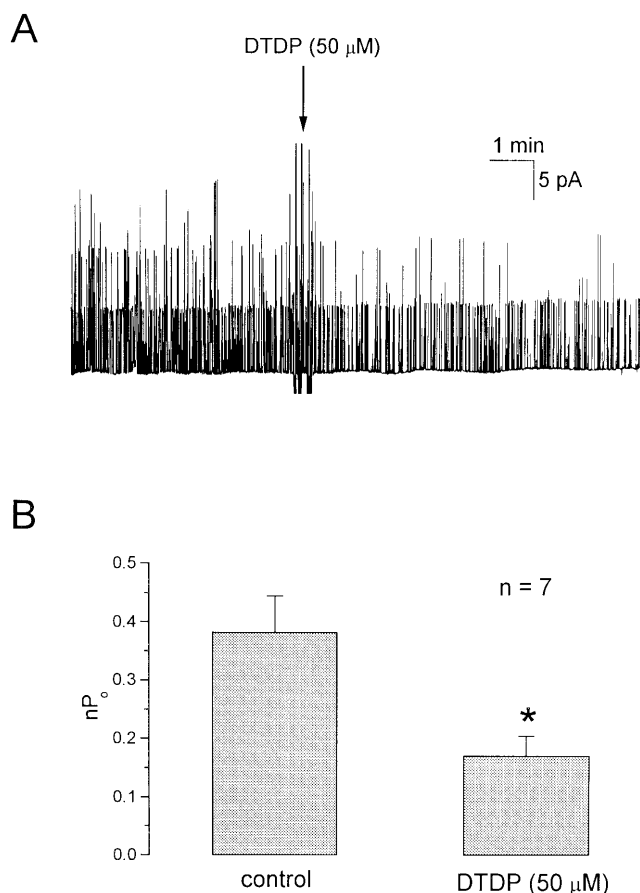 A
DTDP (50 μM)
1 min
5 pA
B
0.5
0.4
0.3
0.2
0.1
0.0
nPo
n = 7
*
control
DTDP (50 μM)